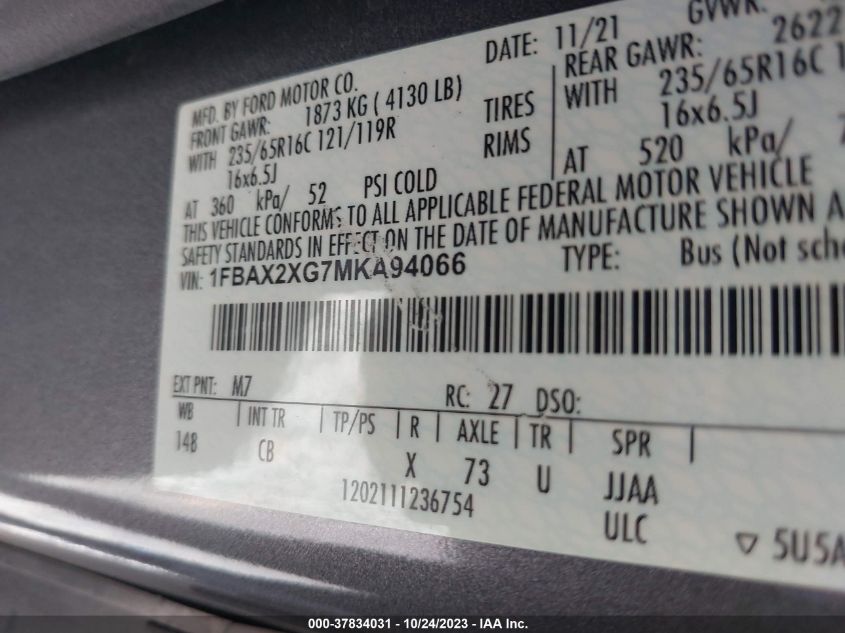 MFD. BY FORD MOTOR CO. DATE: 11/21 GVWR:
FRONT GAWR: 1873 KG ( 4130 LB) REAR GAWR: 2622
WITH 235/65R16C 121/119R TIRES WITH 235/65R16C
16x6.5J RIMS 16x6.5J
AT 360 kPa/ 52 PSI COLD AT 520 kPa/
THIS VEHICLE CONFORMS TO ALL APPLICABLE FEDERAL MOTOR VEHICLE
SAFETY STANDARDS IN EFFECT ON THE DATE OF MANUFACTURE SHOWN A
VIN: 1FBAX2XG7MKA94066 TYPE: Bus (Not sch
EXT PNT: M7 RC: 27 DSO:
WB | INT TR | TP/PS | R | AXLE | TR | SPR |
148 CB X 73 U JJAA
1202111236754 ULC
▽ 5U5A
000-37834031 - 10/24/2023 - IAA Inc.